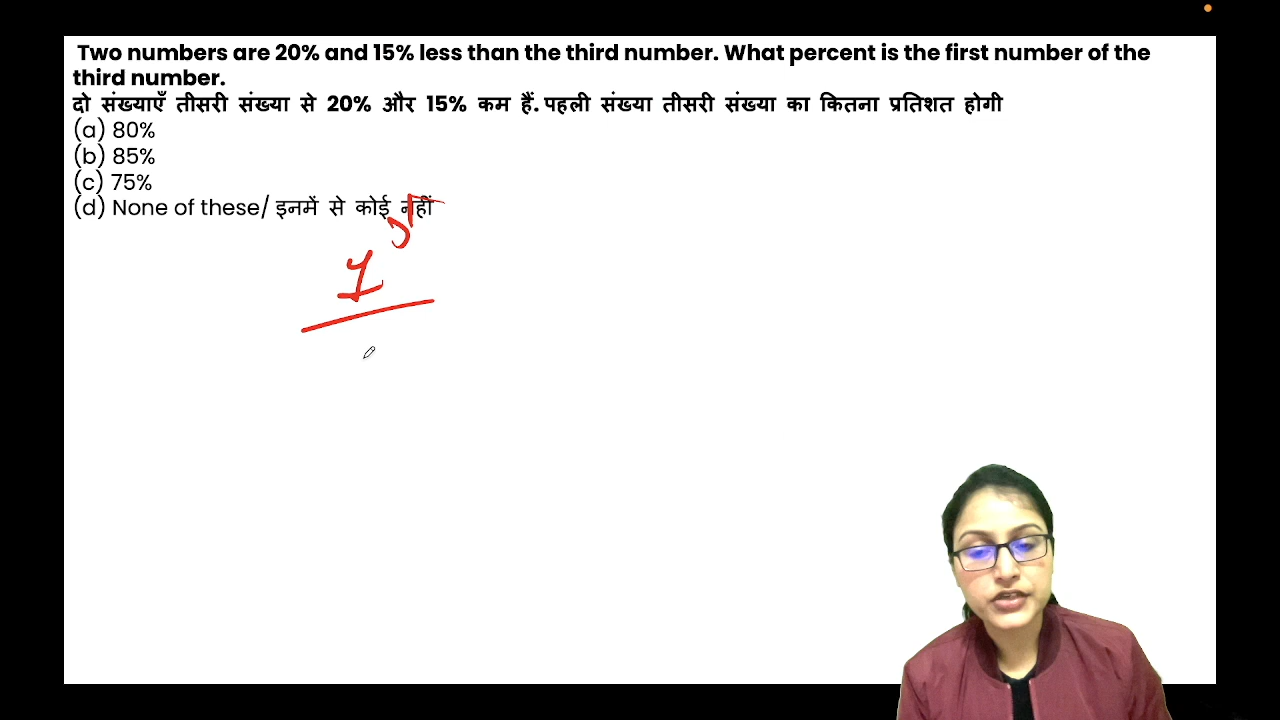 Two numbers are 20% and 15% less than the third number. What percent is the first number of the
third number.
दो संख्याएँ तीसरी संख्या से 20% और 15% कम हैं. पहली संख्या तीसरी संख्या का कितना प्रतिशत होगी
(a) 80%
(b) 85%
(c) 75%
(d) None of these/ इनमें से कोई नहीं
1